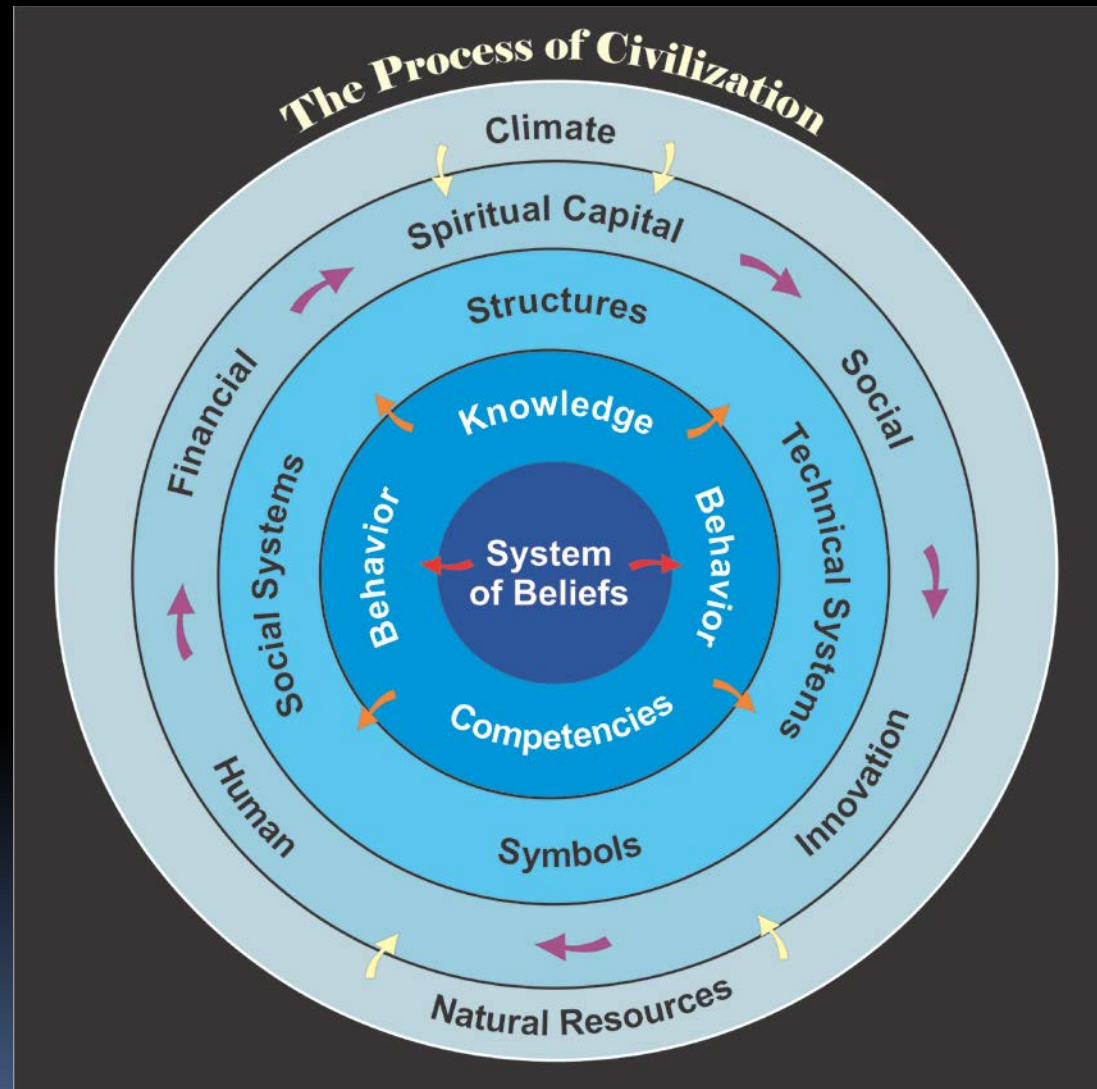 The Process of Civilization
Climate
Spiritual Capital
Structures
Knowledge
Financial
Social
Social Systems
Technical Systems
Behavior
Behavior
System
of Beliefs
Competencies
Human
Innovation
Symbols
Natural Resources